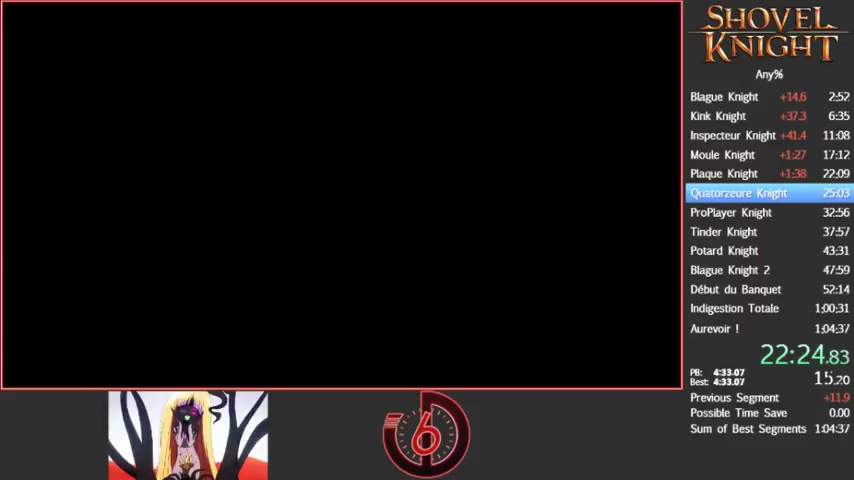 SHOVEL
KNIGHT
Any%
Blague Knight +14.6 2:52
Kink Knight +37.3 6:35
Inspecteur Knight +41.4 11:08
Moule Knight +1:27 17:12
Plaque Knight +1:38 22:09
Quatorzeure Knight 25:03
ProPlayer Knight 32:56
Tinder Knight 37:57
Potard Knight 43:31
Blague Knight 2 47:59
Début du Banquet 52:14
Indigestion Totale 1:00:31
Aurevoir ! 1:04:37
22:24.83
PB: 4:33.07
Best: 4:33.07
15.20
Previous Segment +11.9
Possible Time Save 0.00
Sum of Best Segments 1:04:37
6